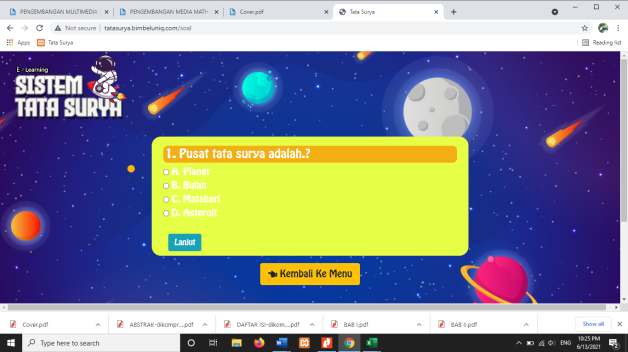 PENGEMBANGAN MULTIMEDIA
PENGEMBANGAN MEDIA MATH
Cover.pdf
Tata Surya
Not secure | tatasurya.bimbeluniq.com/soal
Apps
Tata Surya
Reading list
E - Learning
SISTEM
TATA SURYA
1. Pusat tata surya adalah.?
A. Planet
B. Bulan
C. Matahari
D. Asteroit
Lanjut
Kembali Ke Menu
Cover.pdf
ABSTRAK-dikompr....pdf
DAFTAR ISI-dikom....pdf
BAB I.pdf
BAB II.pdf
Show all
Type here to search
ENG
10:25 PM
6/13/2021